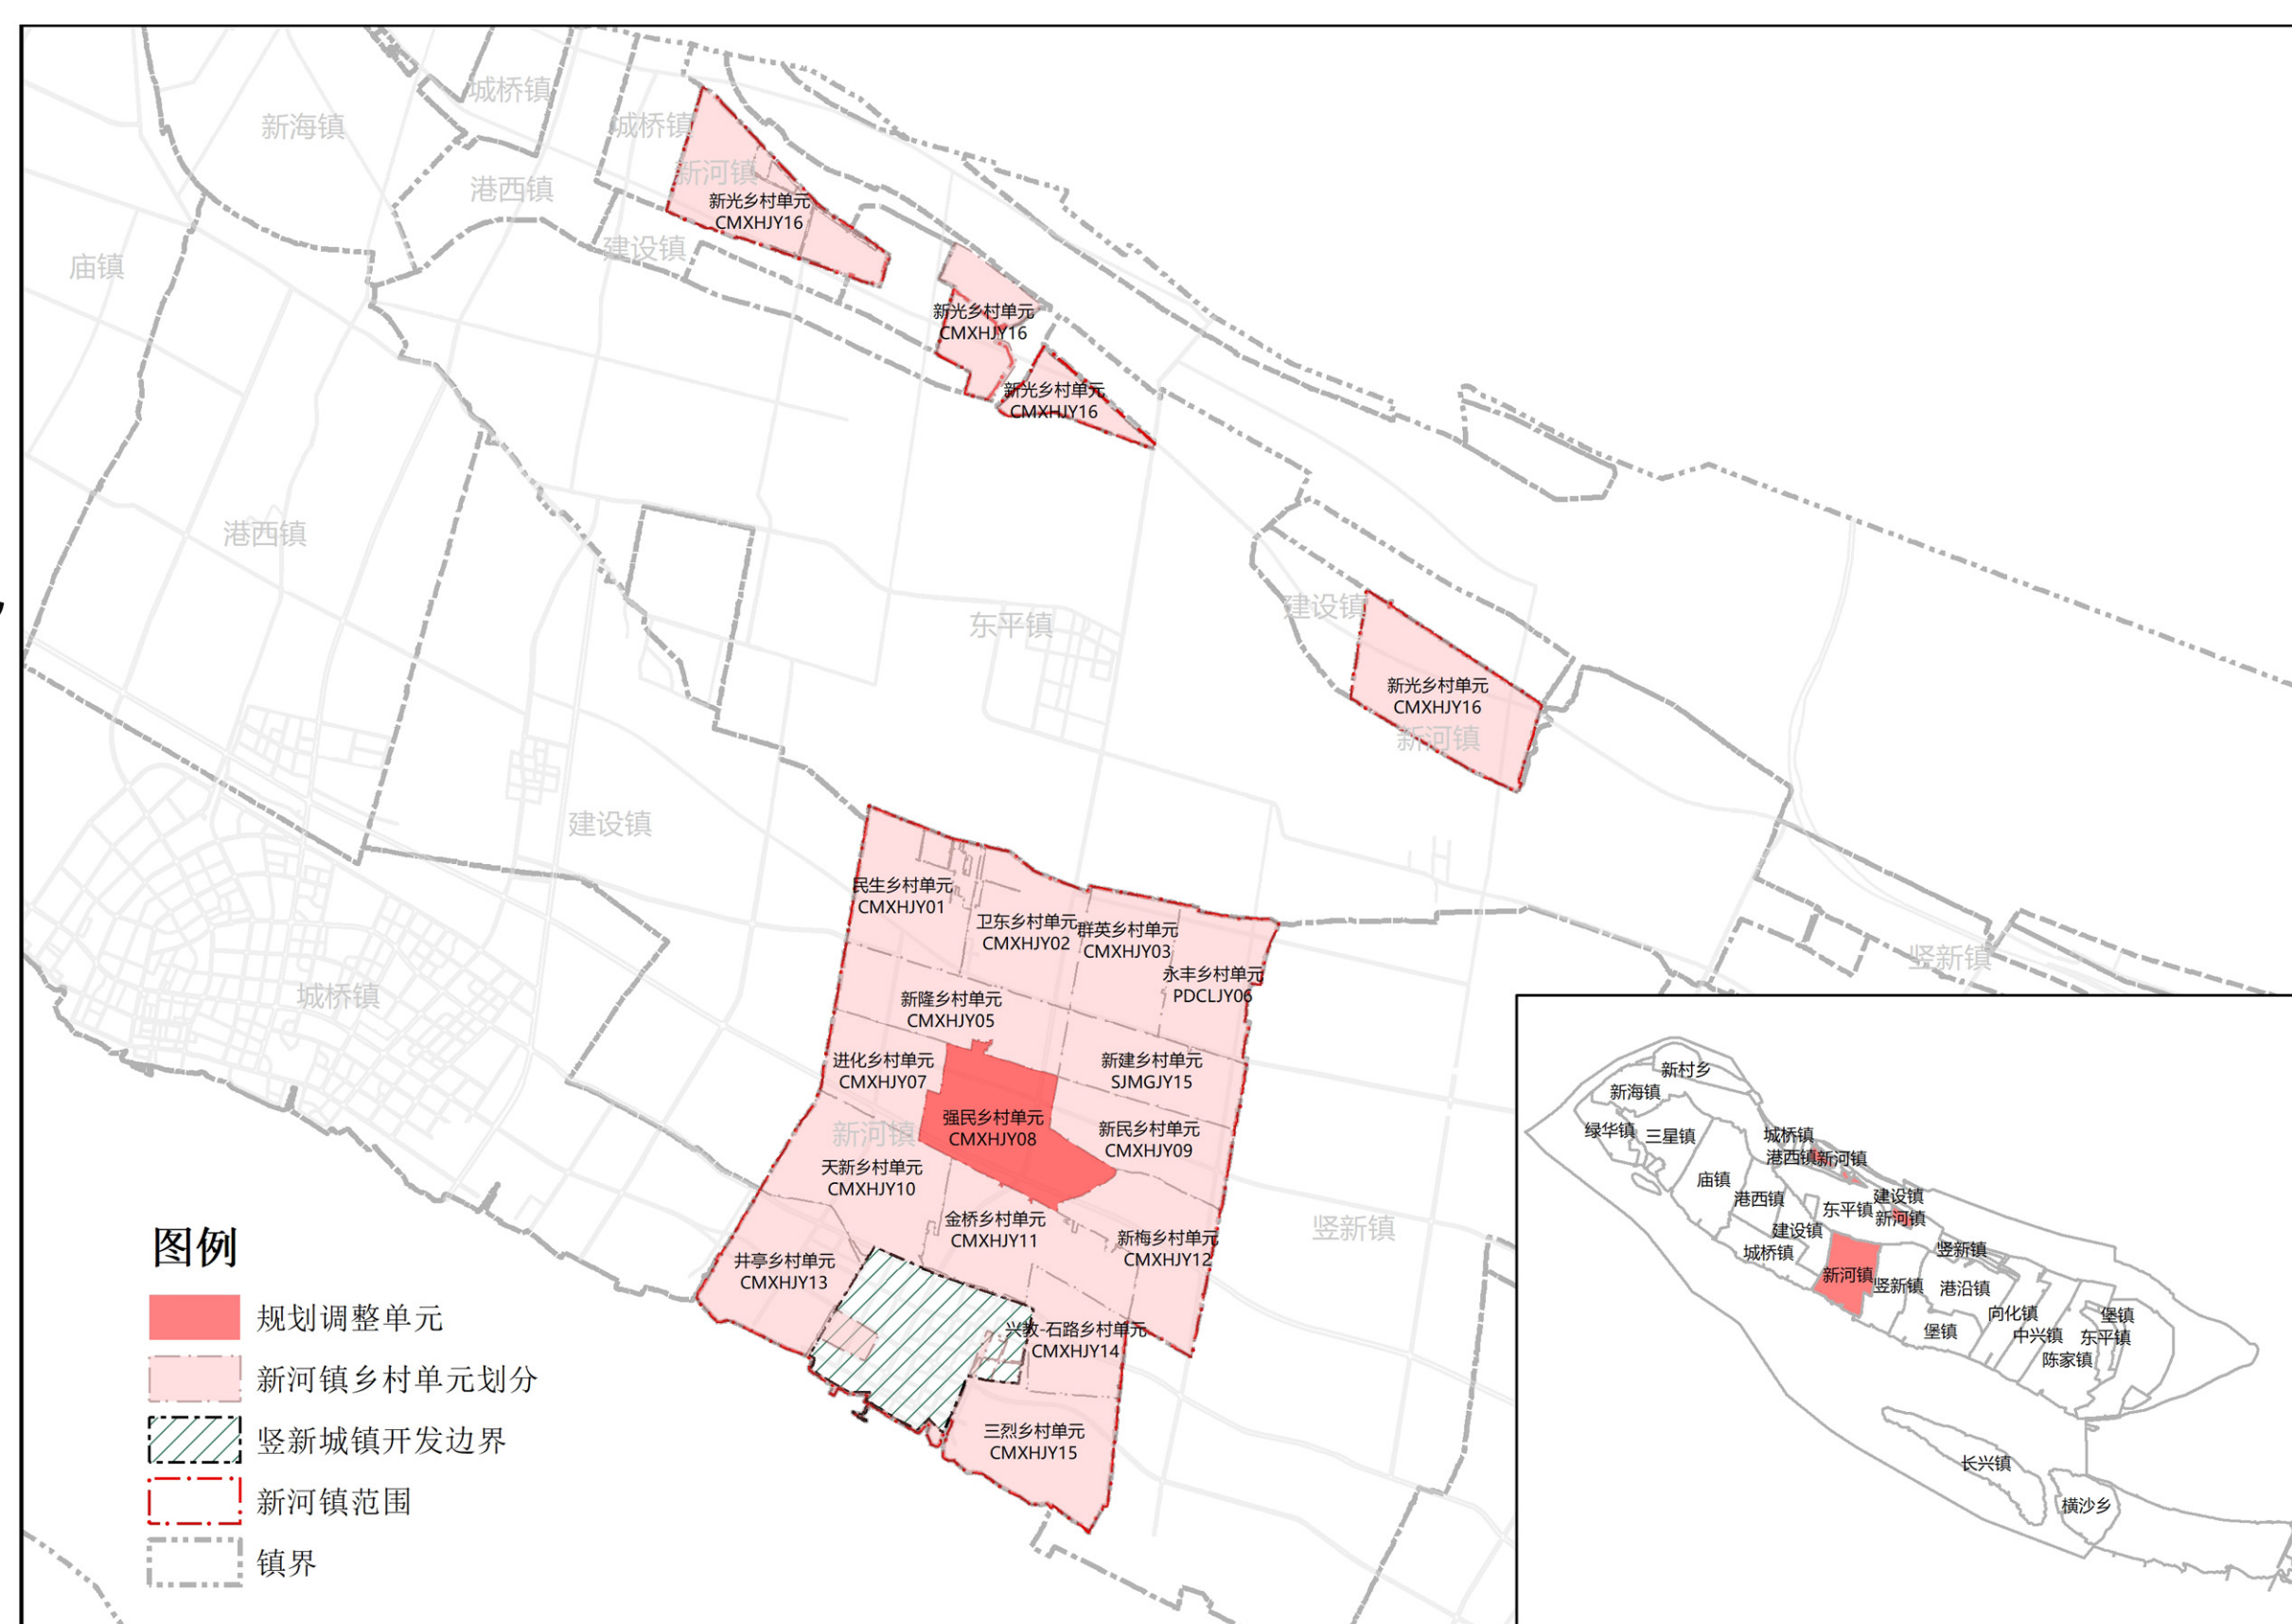 城桥镇
新海镇
城桥镇
新河镇
港西镇
新光乡村单元
CMXHJY16
建设镇
庙镇
新光乡村单元
CMXHJY16
新光乡村单元
CMXHJY16
港西镇
建设镇
东平镇
新光乡村单元
CMXHJY16
新河镇
建设镇
民生乡村单元
CMXHJY01
卫东乡村单元
CMXHJY02
群英乡村单元
CMXHJY03
竖新镇
永丰乡村单元
PDCLJY06
城桥镇
新隆乡村单元
CMXHJY05
进化乡村单元
CMXHJY07
新建乡村单元
SJMGJY15
强民乡村单元
CMXHJY08
新河镇
新民乡村单元
CMXHJY09
天新乡村单元
CMXHJY10
金桥乡村单元
CMXHJY11
竖新镇
新梅乡村单元
CMXHJY12
井亭乡村单元
CMXHJY13
兴教-石路乡村单元
CMXHJY14
三烈乡村单元
CMXHJY15
图例
规划调整单元
新河镇乡村单元划分
竖新城镇开发边界
新河镇范围
镇界
新村乡
新海镇
绿华镇
三星镇
城桥镇
港西镇
新河镇
庙镇
港西镇
建设镇
东平镇
新河镇
建设镇
城桥镇
竖新镇
新河镇
竖新镇
港沿镇
向化镇
堡镇
堡镇
中兴镇
东平镇
陈家镇
长兴镇
横沙乡